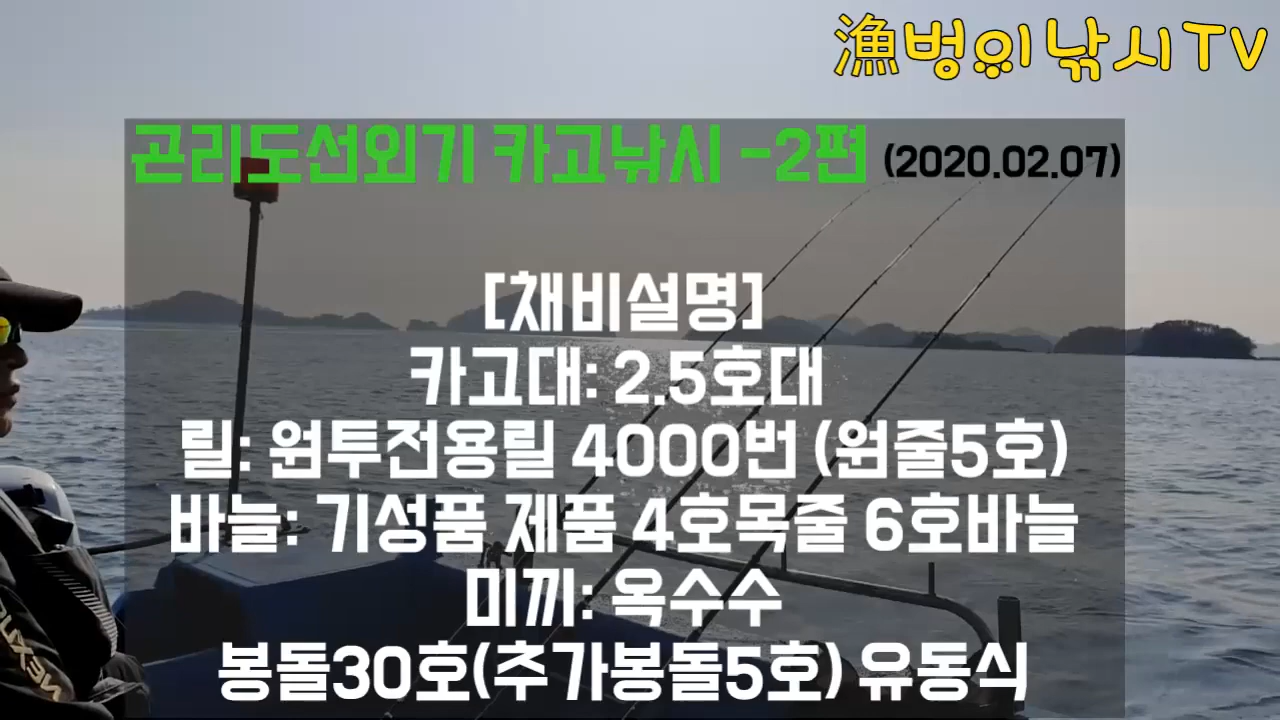 漁벙이낚시TV
곤리도선외기 카고낚시 -2편 (2020.02.07)
[채비설명]
카고대: 2.5호대
릴: 원투전용릴 4000번 (원줄5호)
바늘: 기성품 제품 4호목줄 6호바늘
미끼: 옥수수
봉돌30호(추가봉돌5호) 유동식